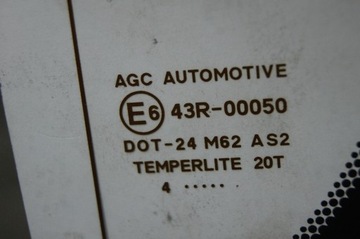 AGC AUTOMOTIVE
E6 43R-00050
DOT-24 M62 AS2
TEMPERLITE 20T
4 .....